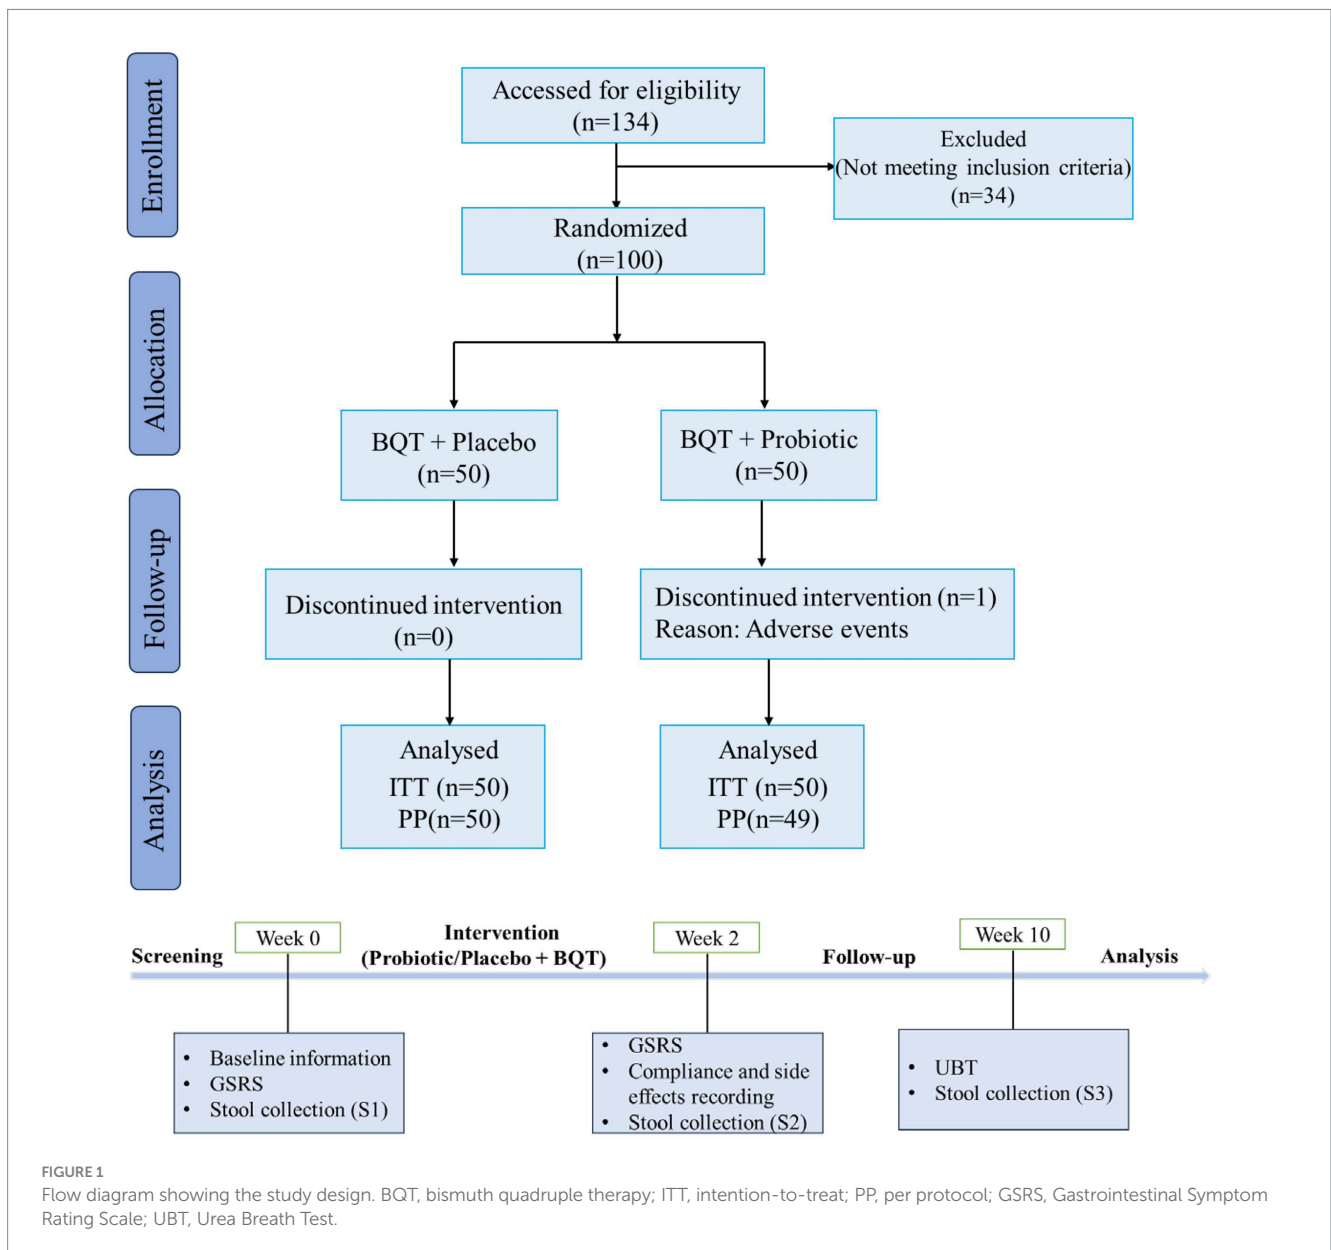 Enrollment
Accessed for eligibility
(n=134)
Excluded
(Not meeting inclusion criteria)
(n=34)
Randomized
(n=100)
Allocation
BQT + Placebo
(n=50)
BQT + Probiotic
(n=50)
Follow-up
Discontinued intervention
(n=0)
Discontinued intervention (n=1)
Reason: Adverse events
Analysis
Analysed
ITT (n=50)
PP(n=50)
Analysed
ITT (n=50)
PP(n=49)
Screening
Week 0
Intervention
(Probiotic/Placebo + BQT)
Week 2
Follow-up
Week 10
Analysis
• Baseline information
• GSRS
• Stool collection (S1)
• GSRS
• Compliance and side
effects recording
• Stool collection (S2)
• UBT
• Stool collection (S3)
FIGURE 1
Flow diagram showing the study design. BQT, bismuth quadruple therapy; ITT, intention-to-treat; PP, per protocol; GSRS, Gastrointestinal Symptom
Rating Scale; UBT, Urea Breath Test.